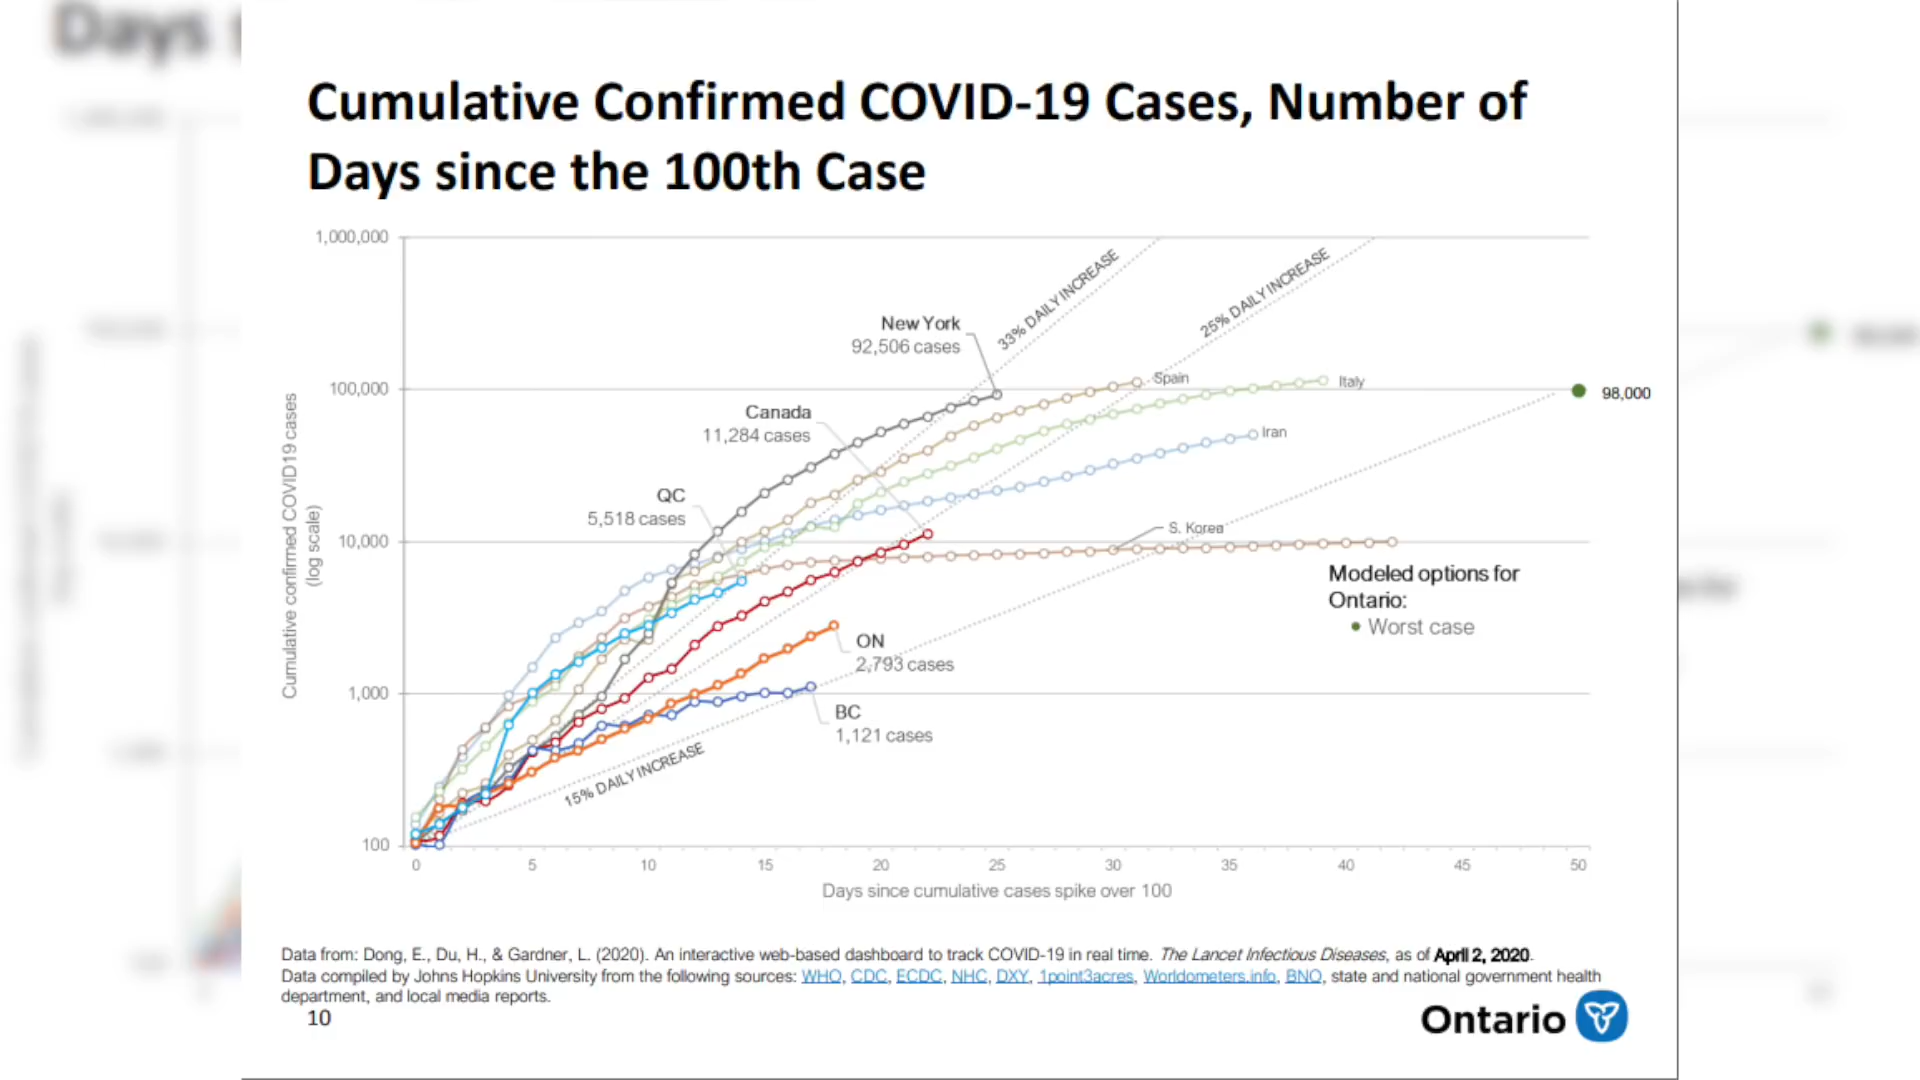 Cumulative Confirmed COVID-19 Cases, Number of
Days since the 100th Case
1,000,000
100,000
10,000
1,000
100
Cumulative confirmed COVID19 cases
(log scale)
33% DAILY INCREASE
25% DAILY INCREASE
15% DAILY INCREASE
New York
92,506 cases
Spain
Italy
98,000
Canada
11,284 cases
Iran
QC
5,518 cases
S. Korea
Modeled options for
Ontario:
• Worst case
ON
2,793 cases
BC
1,121 cases
0 5 10 15 20 25 30 35 40 45 50
Days since cumulative cases spike over 100
Data from: Dong, E., Du, H., & Gardner, L. (2020). An interactive web-based dashboard to track COVID-19 in real time. The Lancet Infectious Diseases, as of April 2, 2020.
Data compiled by Johns Hopkins University from the following sources: WHO, CDC, ECDC, NHC, DXY, 1point3acres, Worldometers.info, BNO, state and national government health
department, and local media reports.
10
Ontario